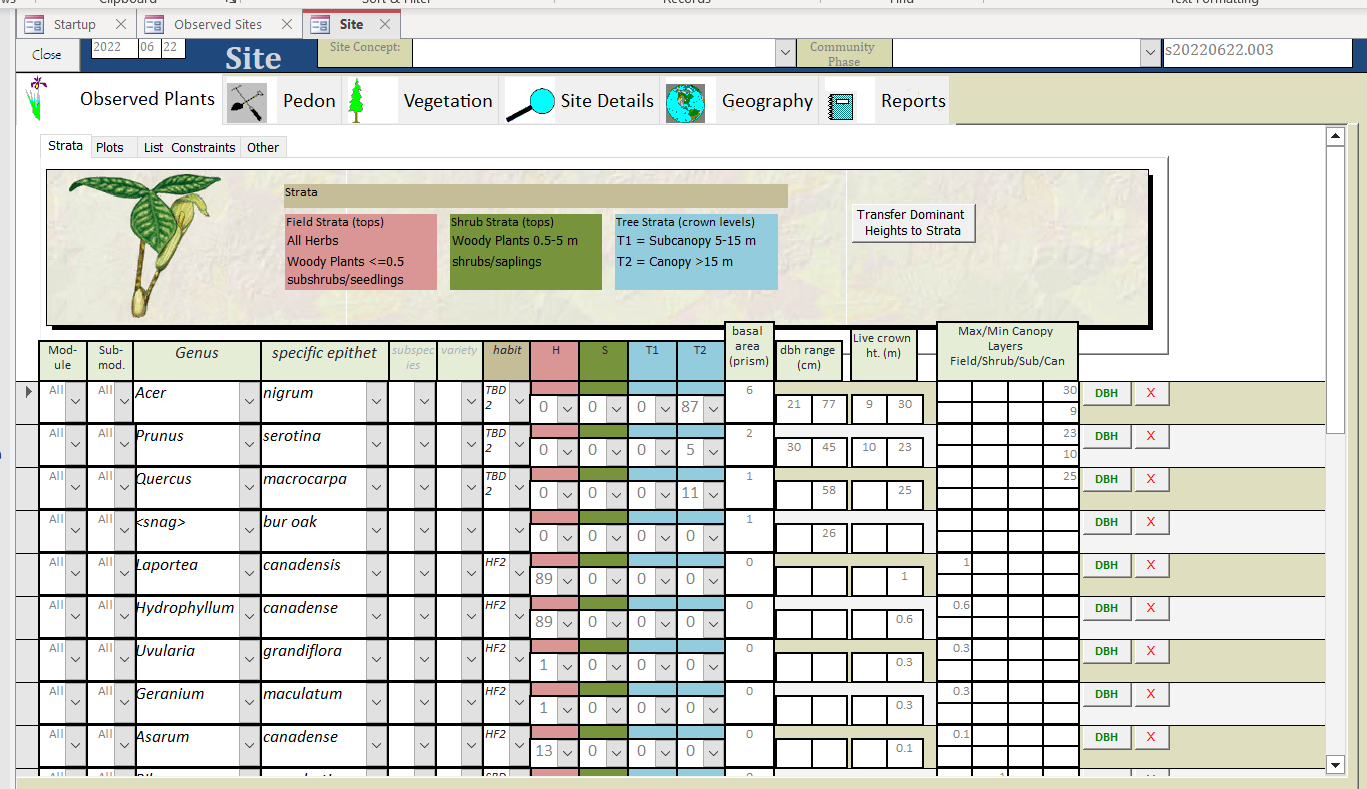 Startup
Observed Sites
Site
Close
2022 06 22
Site
Site Concept:
Community
Phase
s20220622.003
Observed Plants
Pedon
Vegetation
Site Details
Geography
Reports
Strata Plots List Constraints Other
Strata
Field Strata (tops)
All Herbs
Woody Plants <=0.5
subshrubs/seedlings
Shrub Strata (tops)
Woody Plants 0.5-5 m
shrubs/saplings
Tree Strata (crown levels)
T1 = Subcanopy 5-15 m
T2 = Canopy >15 m
Transfer Dominant
Heights to Strata
Mod-
ule
Sub-
mod.
Genus
specific epithet
subspec
ies
variety
habit
H
S
T1
T2
basal
area
(prism)
dbh range
(cm)
Live crown
ht. (m)
Max/Min Canopy
Layers
Field/Shrub/Sub/Can
All All Acer nigrum TBD 2 0 0 0 87 6 21 77 9 30 30 9 DBH X
All All Prunus serotina TBD 2 0 0 0 5 2 30 45 10 23 23 10 DBH X
All All Quercus macrocarpa TBD 2 0 0 0 11 1 58 25 25 DBH X
All All <snag> bur oak 0 0 0 0 1 26 DBH X
All All Laportea canadensis HF2 89 0 0 0 0 1 1 DBH X
All All Hydrophyllum canadense HF2 89 0 0 0 0 0.6 0.6 DBH X
All All Uvularia grandiflora HF2 1 0 0 0 0 0.3 0.3 DBH X
All All Geranium maculatum HF2 1 0 0 0 0 0.3 0.3 DBH X
All All Asarum canadense HF2 13 0 0 0 0 0.1 0.1 DBH X